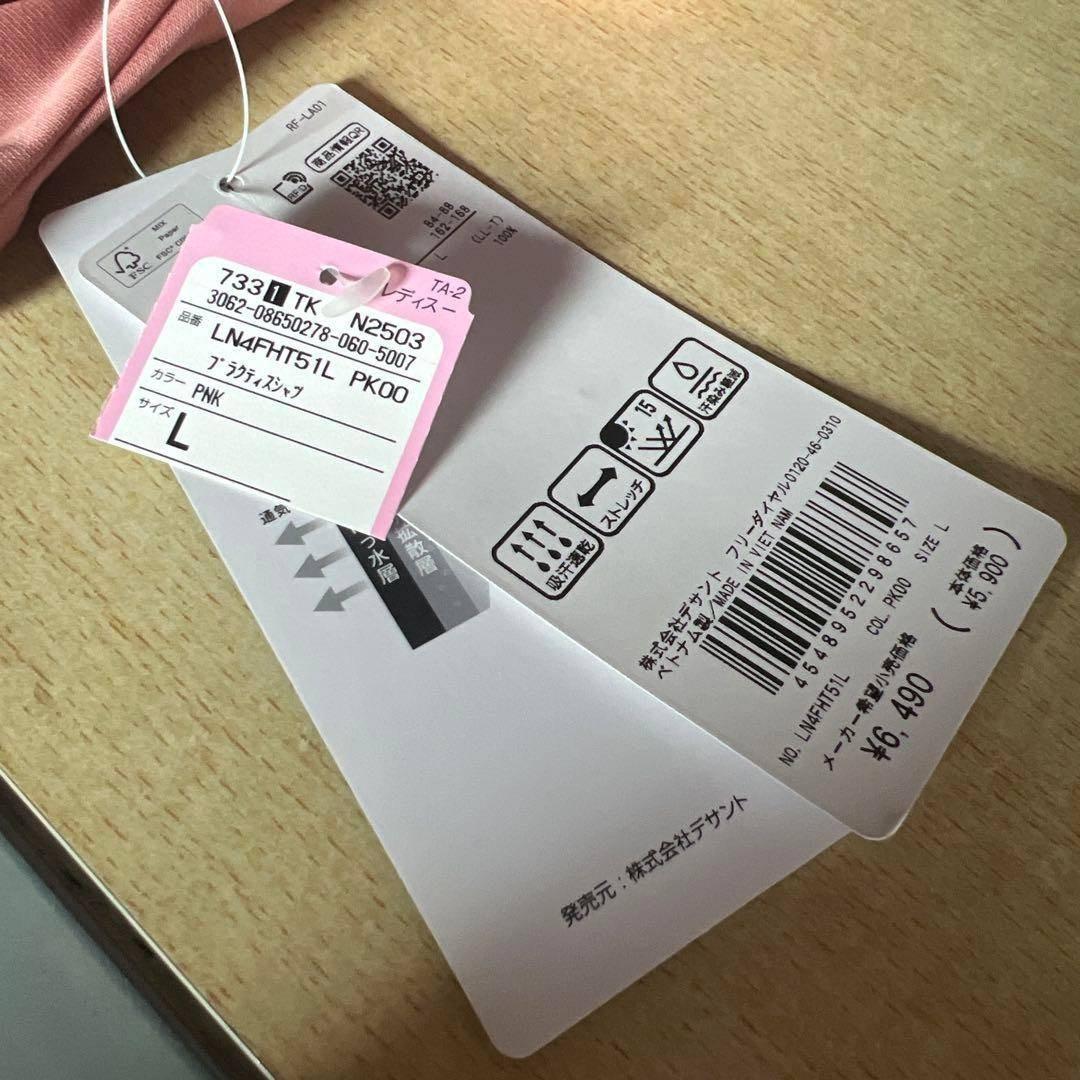 RF-LA01
商品情報QR
RFID
84-88
162-168
(LL-T)
L
100K
MIX
Paper
FSC
TA-2
レディス
733 1 TK N2503
3062-08650278-060-5007
品番
LN4FHT51L PK00
プラクティスシャツ
カラー PNK
サイズ
L
通気
つ水層
拡散層
吸汗速乾
ストレッチ
15
汗染み軽減
株式会社デサント フリーダイヤル0120-46-0310
ベトナム製/MADE IN VIET NAM
4548952298657
NO. LN4FHT51L COL PK00 SIZE L
メーカー希望小売価格
¥6,490
(本体価格
¥5,900)
発売元:株式会社デサント